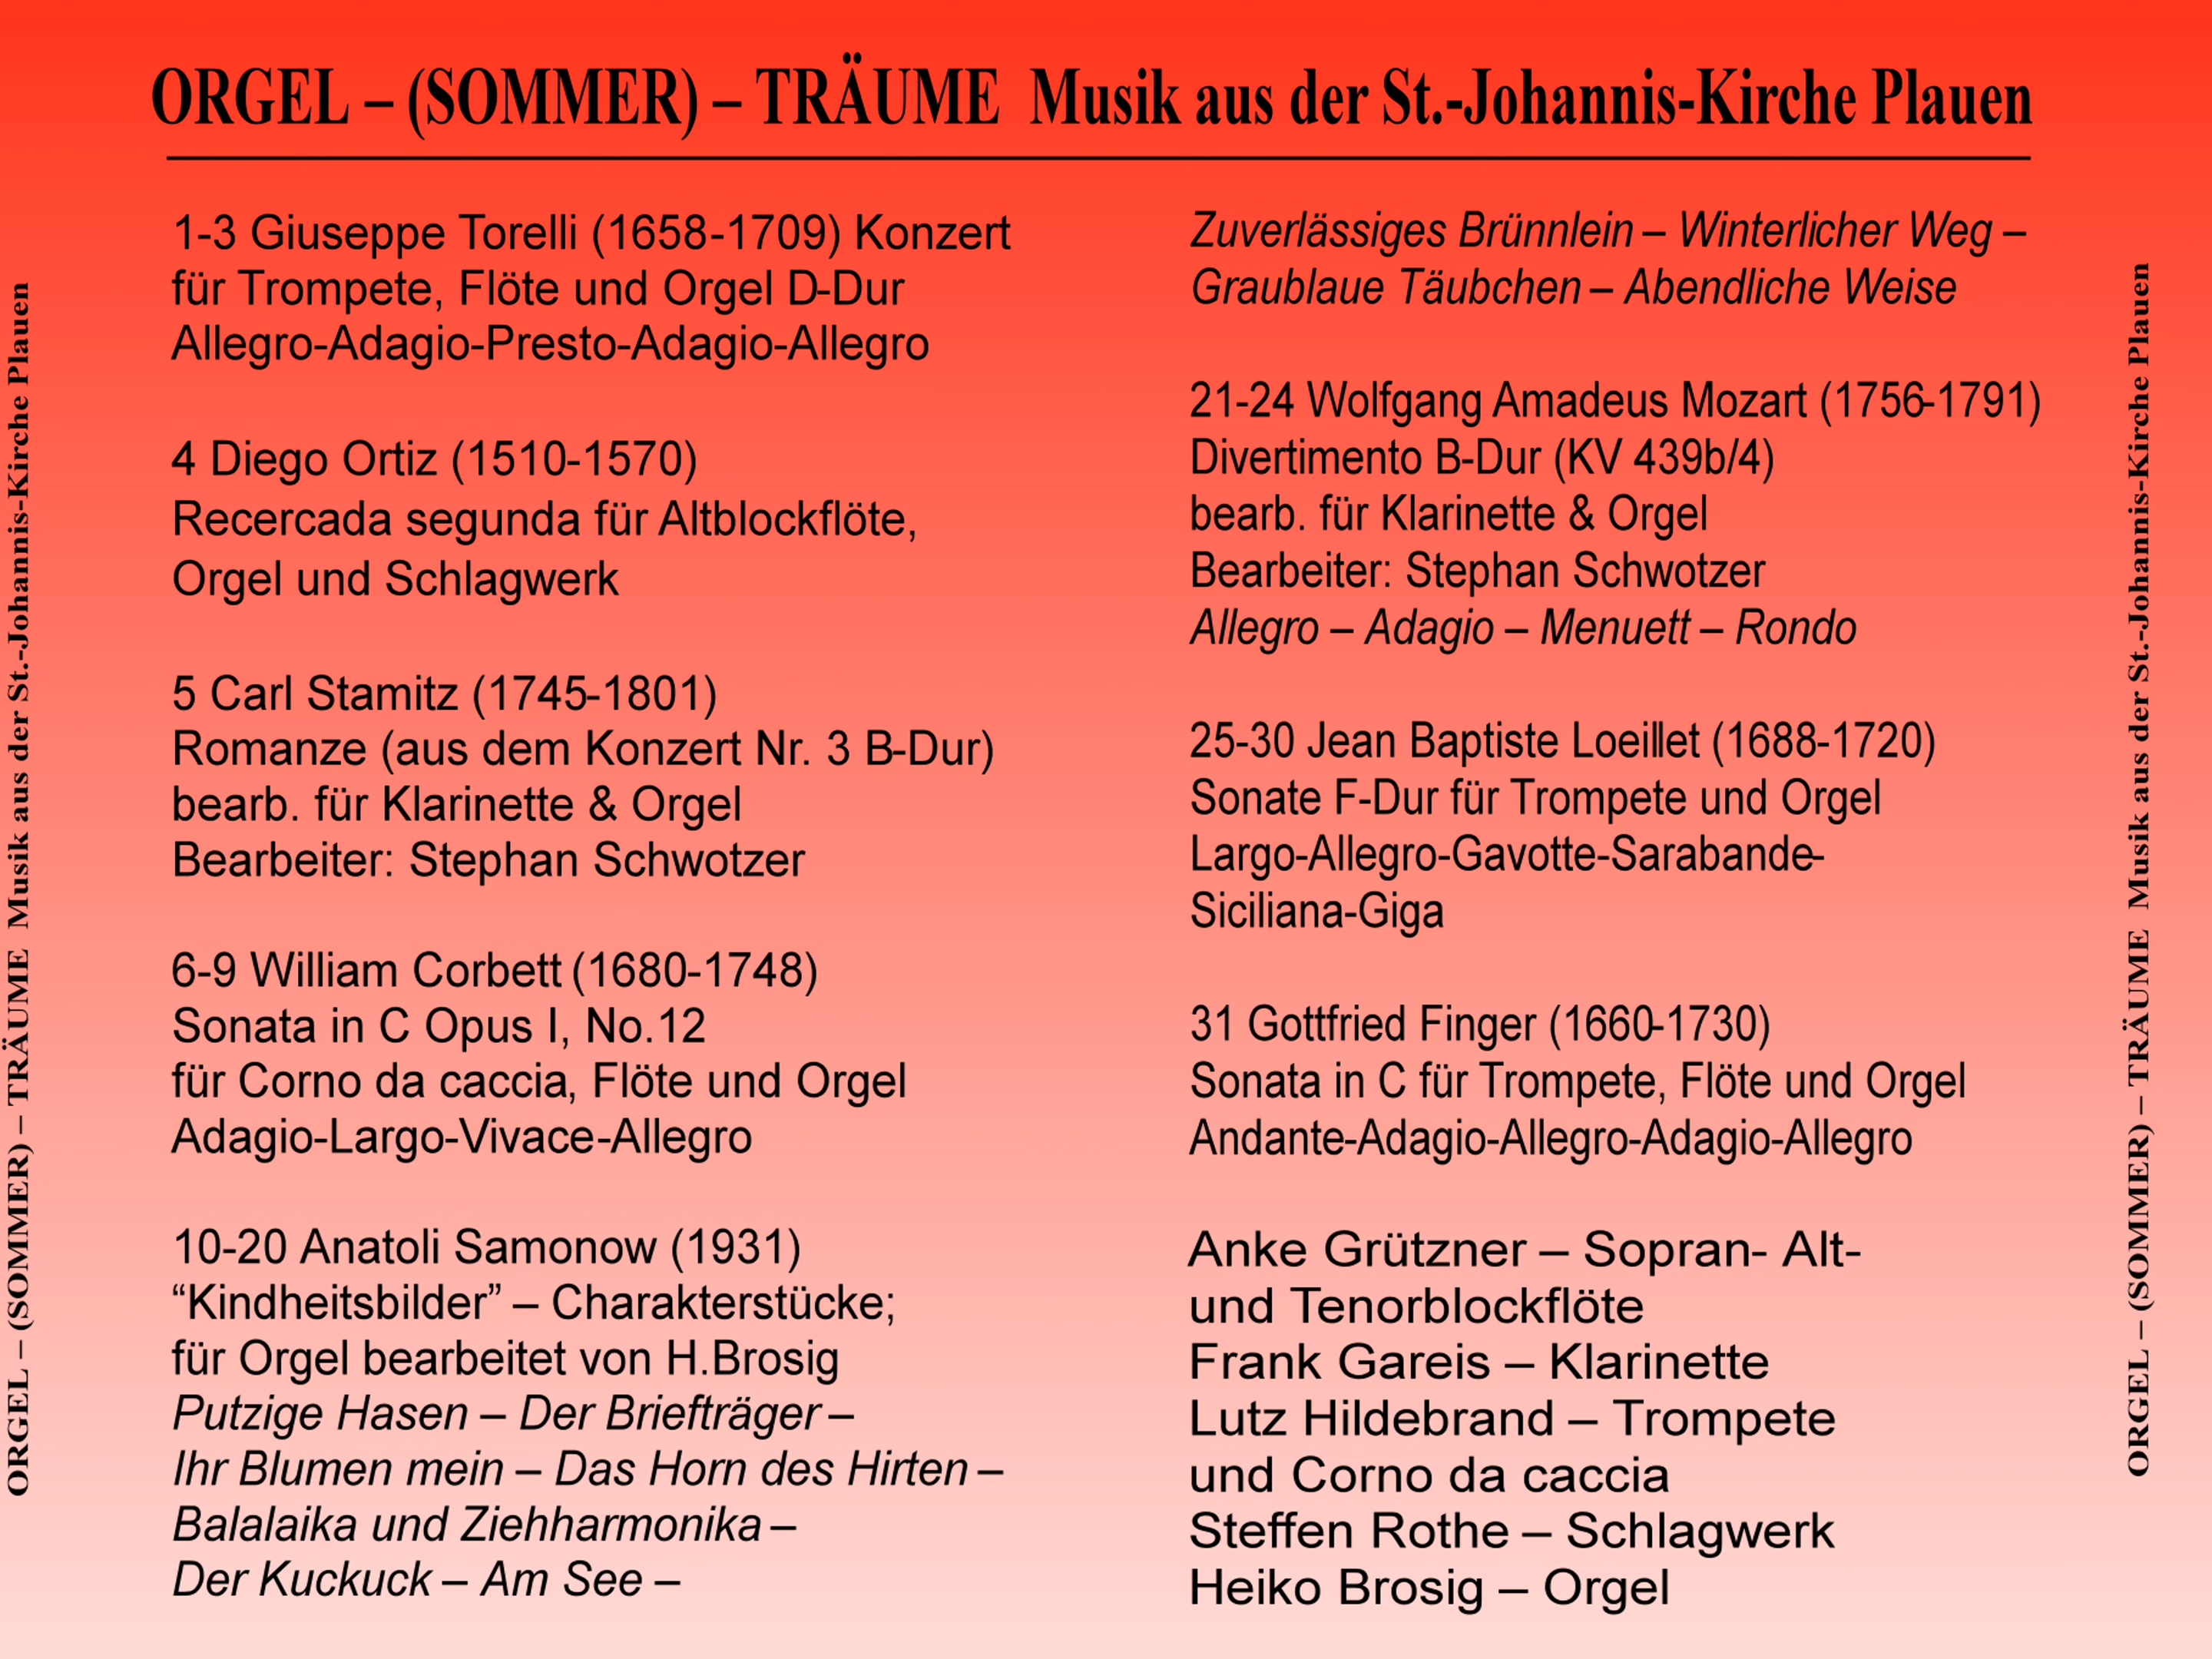 ORGEL – (SOMMER) – TRÄUME  Musik aus der St.-Johannis-Kirche Plauen
ORGEL – (SOMMER) – TRÄUME  Musik aus der St.-Johannis-Kirche Plauen
1-3 Giuseppe Torelli (1658-1709) Konzert
für Trompete, Flöte und Orgel D-Dur
Allegro-Adagio-Presto-Adagio-Allegro
4 Diego Ortiz (1510-1570)
Recercada segunda für Altblockflöte,
Orgel und Schlagwerk
5 Carl Stamitz (1745-1801)
Romanze (aus dem Konzert Nr. 3 B-Dur)
bearb. für Klarinette & Orgel
Bearbeiter: Stephan Schwotzer
6-9 William Corbett (1680-1748)
Sonata in C Opus I, No.12
für Corno da caccia, Flöte und Orgel
Adagio-Largo-Vivace-Allegro
10-20 Anatoli Samonow (1931)
“Kindheitsbilder” – Charakterstücke;
für Orgel bearbeitet von H.Brosig
Putzige Hasen – Der Briefträger –
Ihr Blumen mein – Das Horn des Hirten –
Balalaika und Ziehharmonika –
Der Kuckuck – Am See –
Zuverlässiges Brünnlein – Winterlicher Weg –
Graublaue Täubchen – Abendliche Weise
21-24 Wolfgang Amadeus Mozart (1756-1791)
Divertimento B-Dur (KV 439b/4)
bearb. für Klarinette & Orgel
Bearbeiter: Stephan Schwotzer
Allegro – Adagio – Menuett – Rondo
25-30 Jean Baptiste Loeillet (1688-1720)
Sonate F-Dur für Trompete und Orgel
Largo-Allegro-Gavotte-Sarabande-
Siciliana-Giga
31 Gottfried Finger (1660-1730)
Sonata in C für Trompete, Flöte und Orgel
Andante-Adagio-Allegro-Adagio-Allegro
Anke Grützner – Sopran- Alt-
und Tenorblockflöte
Frank Gareis – Klarinette
Lutz Hildebrand – Trompete
und Corno da caccia
Steffen Rothe – Schlagwerk
Heiko Brosig – Orgel
ORGEL – (SOMMER) – TRÄUME  Musik aus der St.-Johannis-Kirche Plauen